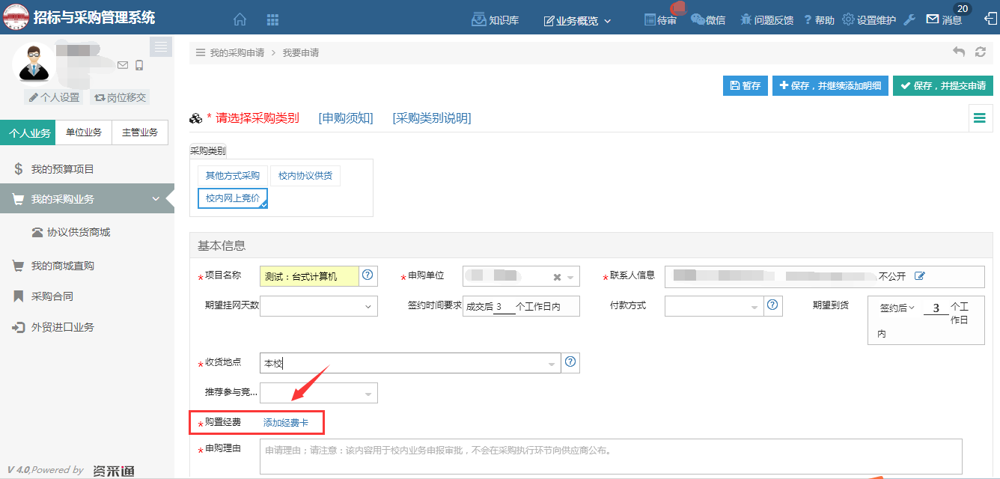 招标与采购管理系统 知识库 业务概览 待审 微信 问题反馈 ? 帮助 设置维护 消息 20
个人设置 岗位移交
个人业务 单位业务 主管业务
我的预算项目
我的采购业务
协议供货商城
我的商城直购
采购合同
外贸进口业务
V 4.0,Powered by 资采通
我的采购申请 > 我要申请
暂存 保存，并继续添加明细 保存，并提交申请
* 请选择采购类别 [申购须知] [采购类别说明]
采购类别
其他方式采购 校内协议供货
校内网上竞价
基本信息
*项目名称 测试：台式计算机 *申购单位 *联系人信息 不公开
期望挂网天数 签约时间要求 成交后 3 个工作日内 付款方式 期望到货 签约后 3 个工作日内
*收货地点 本校
推荐参与竞...
*购置经费 添加经费卡
*申购理由 申请理由；请注意：该内容用于校内业务申报审批，不会在采购执行环节向供应商公布。